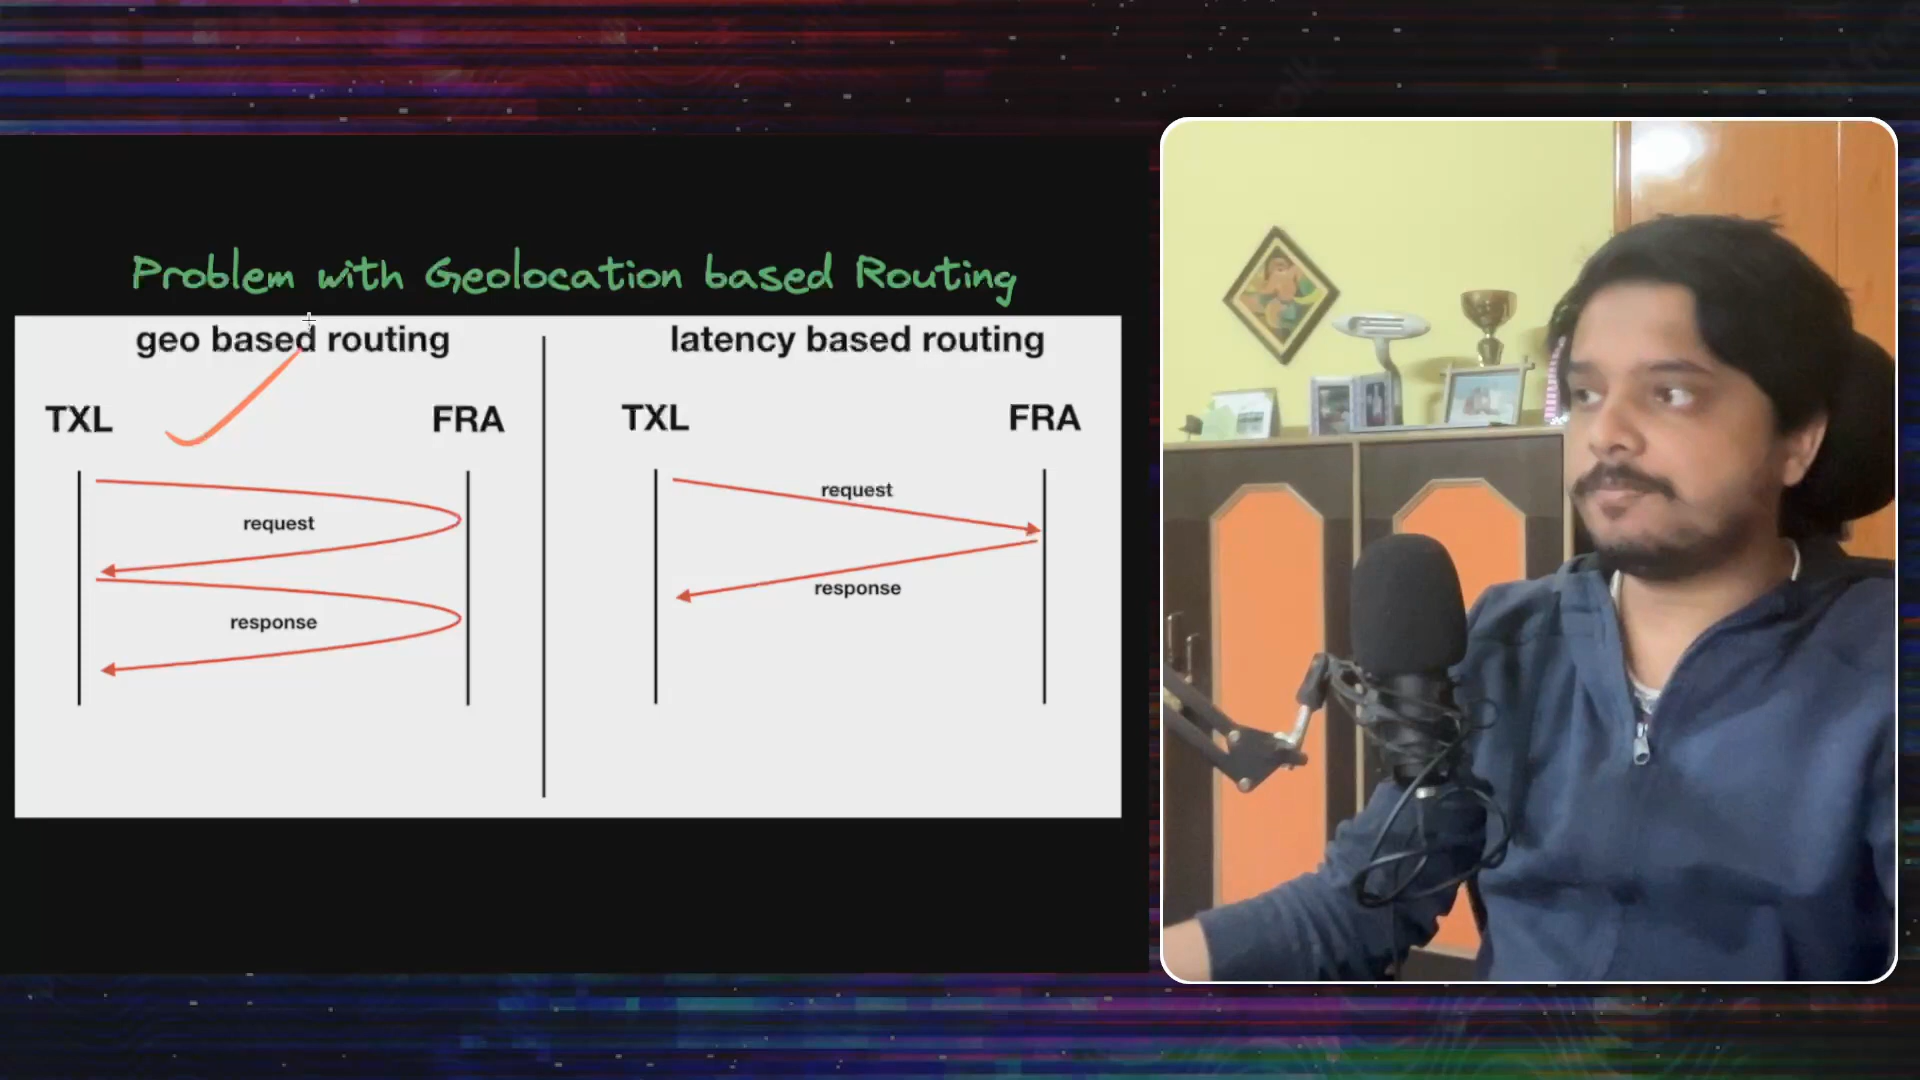 Problem with Geolocation based Routing
geo based routing
TXL
FRA
request
response
latency based routing
TXL
FRA
request
response